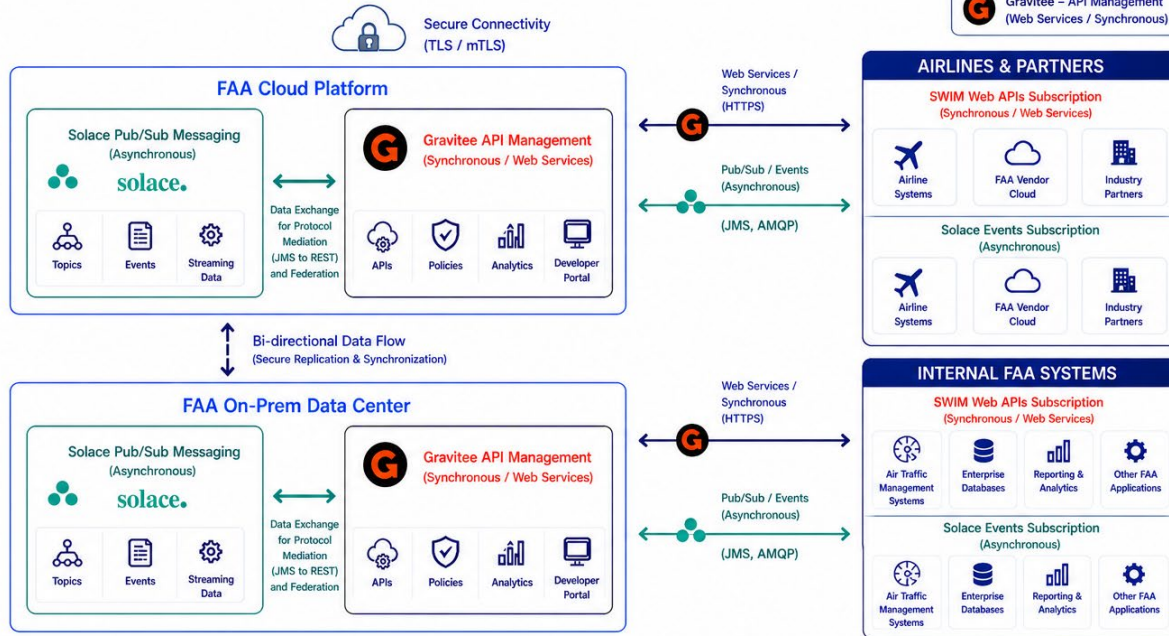 Secure Connectivity
(TLS / mTLS)
Gravitee – API Management
(Web Services / Synchronous)
FAA Cloud Platform
Solace Pub/Sub Messaging
(Asynchronous)
solace.
Topics
Events
Streaming
Data
Data Exchange
for Protocol
Mediation
(JMS to REST)
and Federation
G
Gravitee API Management
(Synchronous / Web Services)
APIs
Policies
Analytics
Developer
Portal
Web Services /
Synchronous
(HTTPS)
G
Pub/Sub / Events
(Asynchronous)
(JMS, AMQP)
AIRLINES & PARTNERS
SWIM Web APIs Subscription
(Synchronous / Web Services)
Airline
Systems
FAA Vendor
Cloud
Industry
Partners
Solace Events Subscription
(Asynchronous)
Airline
Systems
FAA Vendor
Cloud
Industry
Partners
Bi-directional Data Flow
(Secure Replication & Synchronization)
FAA On-Prem Data Center
Solace Pub/Sub Messaging
(Asynchronous)
solace.
Topics
Events
Streaming
Data
Data Exchange
for Protocol
Mediation
(JMS to REST)
and Federation
G
Gravitee API Management
(Synchronous / Web Services)
APIs
Policies
Analytics
Developer
Portal
Web Services /
Synchronous
(HTTPS)
G
Pub/Sub / Events
(Asynchronous)
(JMS, AMQP)
INTERNAL FAA SYSTEMS
SWIM Web APIs Subscription
(Synchronous / Web Services)
Air Traffic
Management
Systems
Enterprise
Databases
Reporting &
Analytics
Other FAA
Applications
Solace Events Subscription
(Asynchronous)
Air Traffic
Management
Systems
Enterprise
Databases
Reporting &
Analytics
Other FAA
Applications